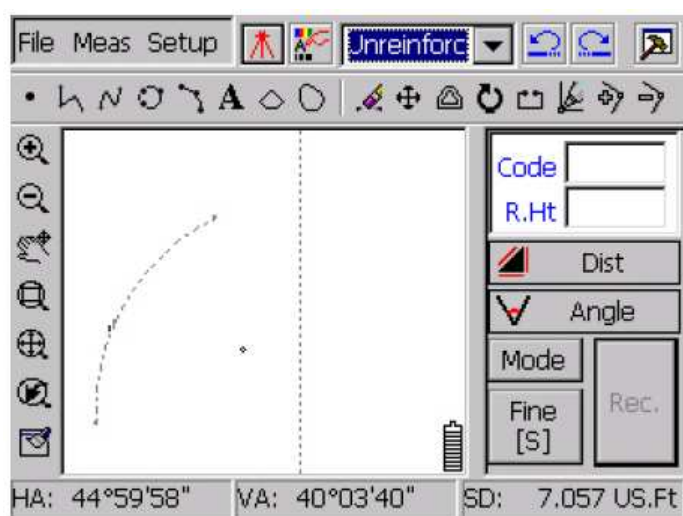 File Meas Setup Unreinforc
A
Code
R.Ht
Dist
Angle
Mode
Fine
[S]
Rec.
HA: 44°59'58" VA: 40°03'40" SD: 7.057 US.Ft